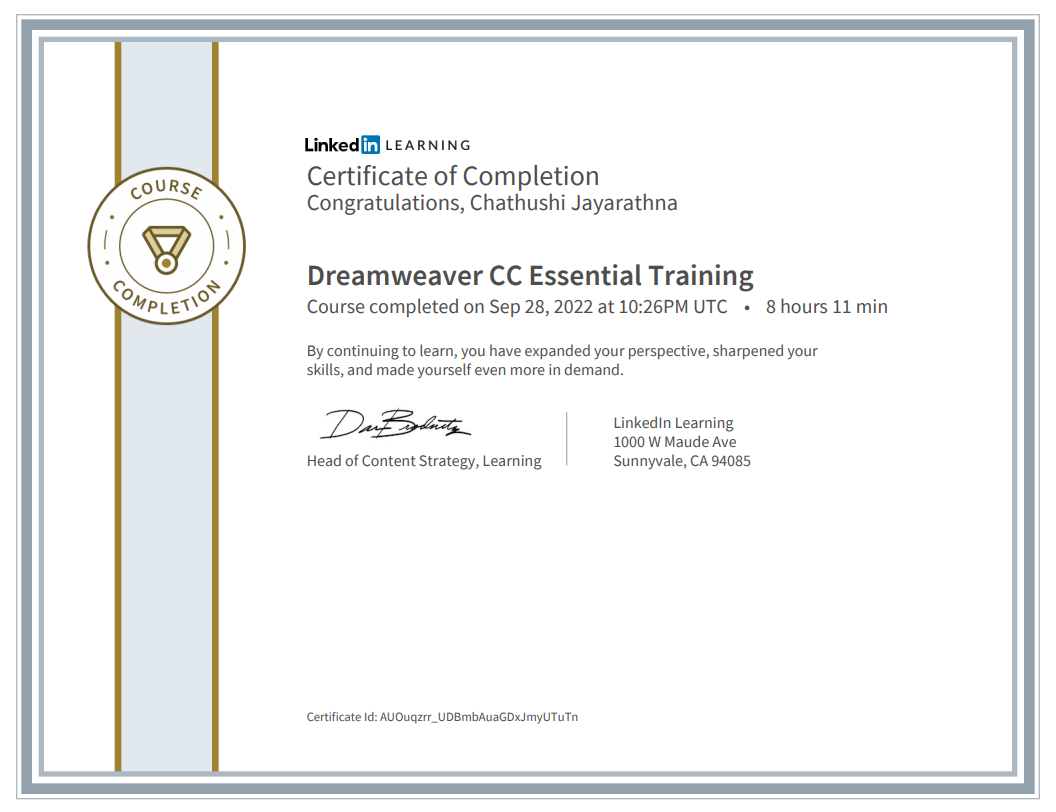 LinkedIn LEARNING
Certificate of Completion
Congratulations, Chathushi Jayarathna
COURSE
COMPLETION
Dreamweaver CC Essential Training
Course completed on Sep 28, 2022 at 10:26PM UTC • 8 hours 11 min
By continuing to learn, you have expanded your perspective, sharpened your
skills, and made yourself even more in demand.
Head of Content Strategy, Learning
LinkedIn Learning
1000 W Maude Ave
Sunnyvale, CA 94085
Certificate Id: AUOuqzrr_UDBmbAuaGDxJmyUTuTn